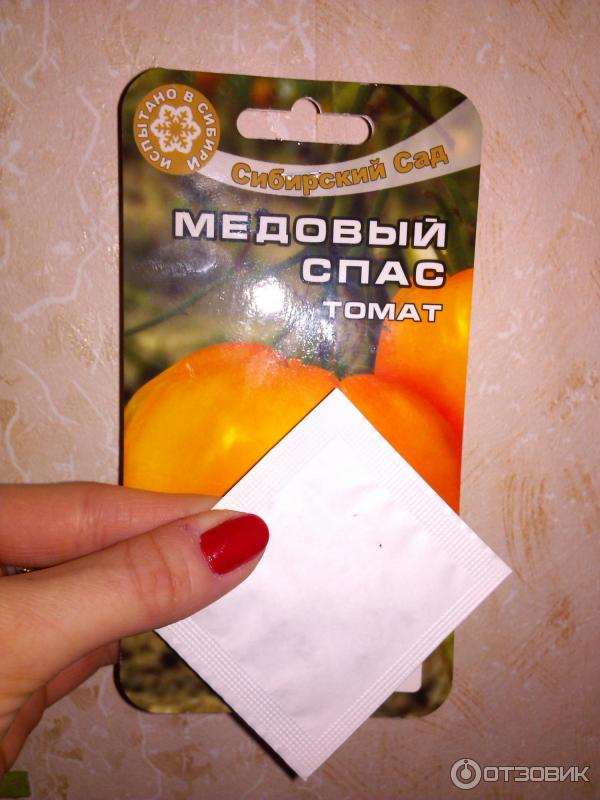 ИСПЫТАНО В СИБИРИ
Сибирский Сад
МЕДОВЫЙ
СПАС
ТОМАТ
ОТЗОВИК